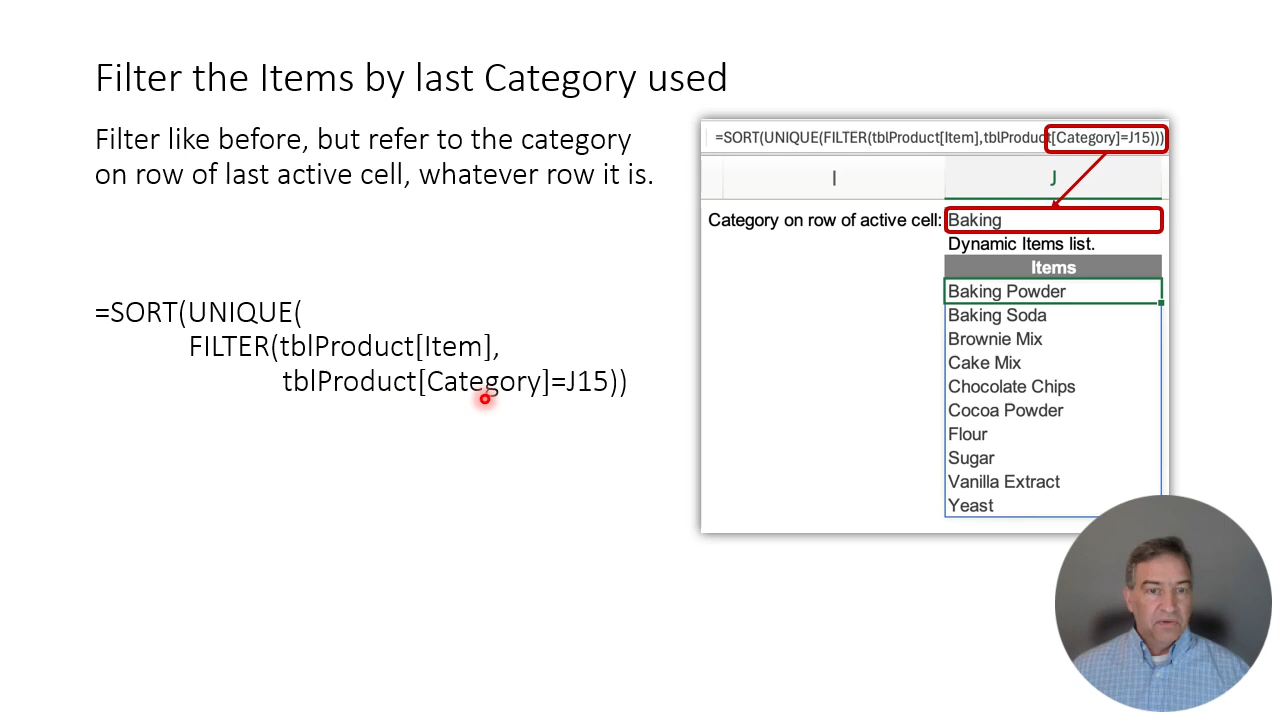 Filter the Items by last Category used
Filter like before, but refer to the category
on row of last active cell, whatever row it is.
=SORT(UNIQUE(
FILTER(tblProduct[Item],
tblProduct[Category]=J15))
=SORT(UNIQUE(FILTER(tblProduct[Item],tblProduct[Category]=J15)))
I J
Category on row of active cell: Baking
Dynamic Items list.
Items
Baking Powder
Baking Soda
Brownie Mix
Cake Mix
Chocolate Chips
Cocoa Powder
Flour
Sugar
Vanilla Extract
Yeast